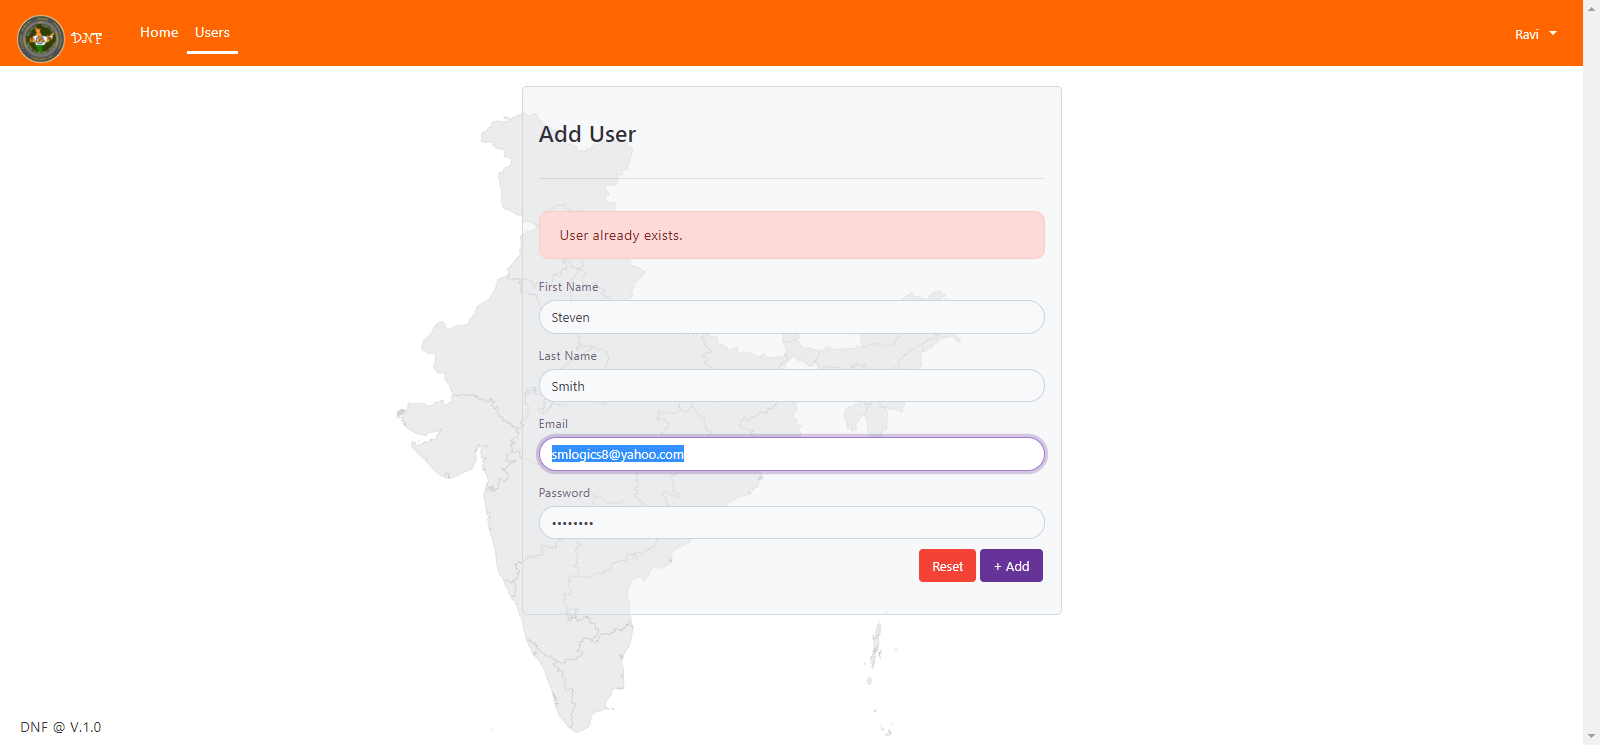 DNF Home Users Ravi
Add User
User already exists.
First Name
Steven
Last Name
Smith
Email
smlogics8@yahoo.com
Password
••••••••
Reset + Add
DNF @ V.1.0